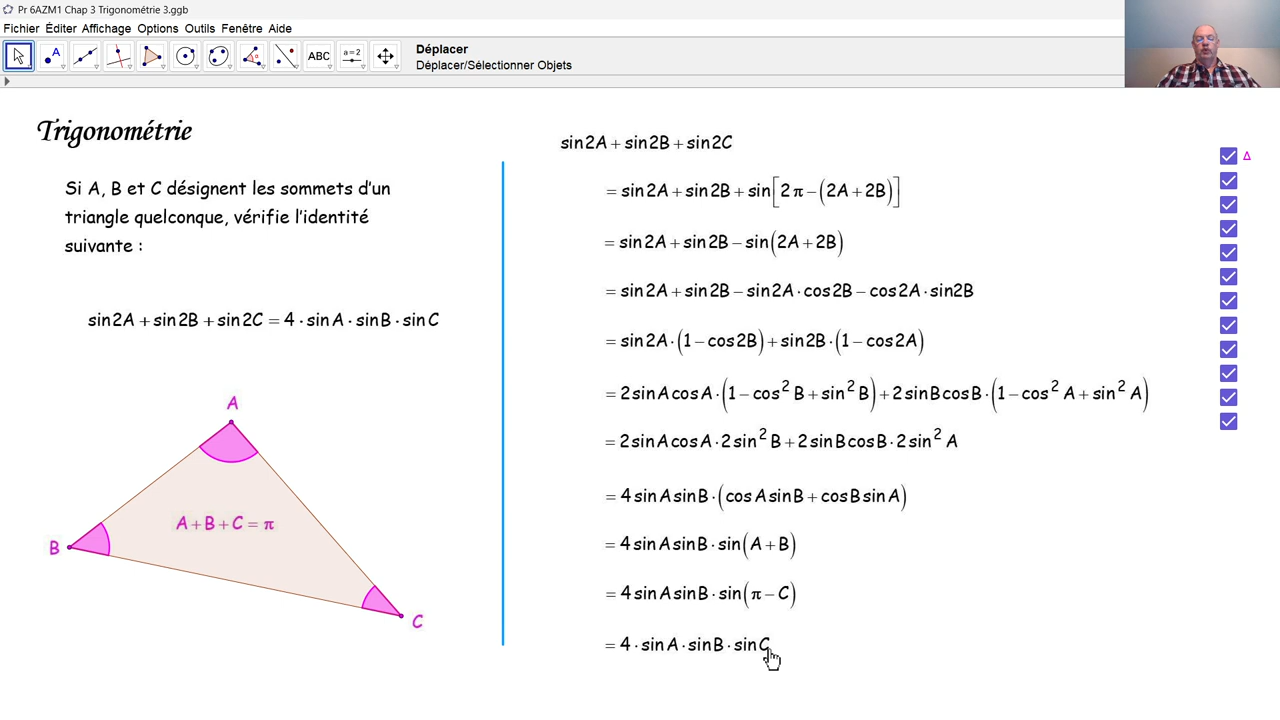 Pr 6AZM1 Chap 3 Trigonométrie 3.ggb
Fichier Éditer Affichage Options Outils Fenêtre Aide
A ABC a=2
Déplacer
Déplacer/Sélectionner Objets
Trigonométrie
Si A, B et C désignent les sommets d’un
triangle quelconque, vérifie l’identité
suivante :
sin2A + sin2B + sin2C = 4 · sinA · sinB · sinC
A
A + B + C = π
B
C
sin2A + sin2B + sin2C
= sin2A + sin2B + sin[2π − (2A + 2B)]
= sin2A + sin2B − sin(2A + 2B)
= sin2A + sin2B − sin2A · cos2B − cos2A · sin2B
= sin2A · (1 − cos2B) + sin2B · (1 − cos2A)
= 2sinAcosA · (1 − cos² B + sin² B) + 2sinBcosB · (1 − cos² A + sin² A)
= 2sinAcosA · 2sin² B + 2sinBcosB · 2sin² A
= 4sinAsinB · (cosAsinB + cosBsinA)
= 4sinAsinB · sin(A + B)
= 4sinAsinB · sin(π − C)
= 4 · sinA · sinB · sinC
Δ